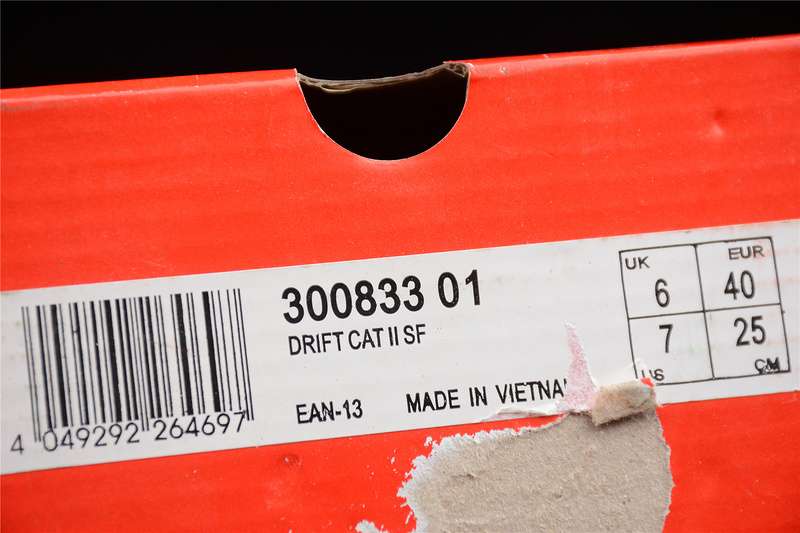 300833 01
DRIFT CAT II SF
EAN-13
MADE IN VIETNA
4 049292 264697
UK
6
EUR
40
7
US
25
CM